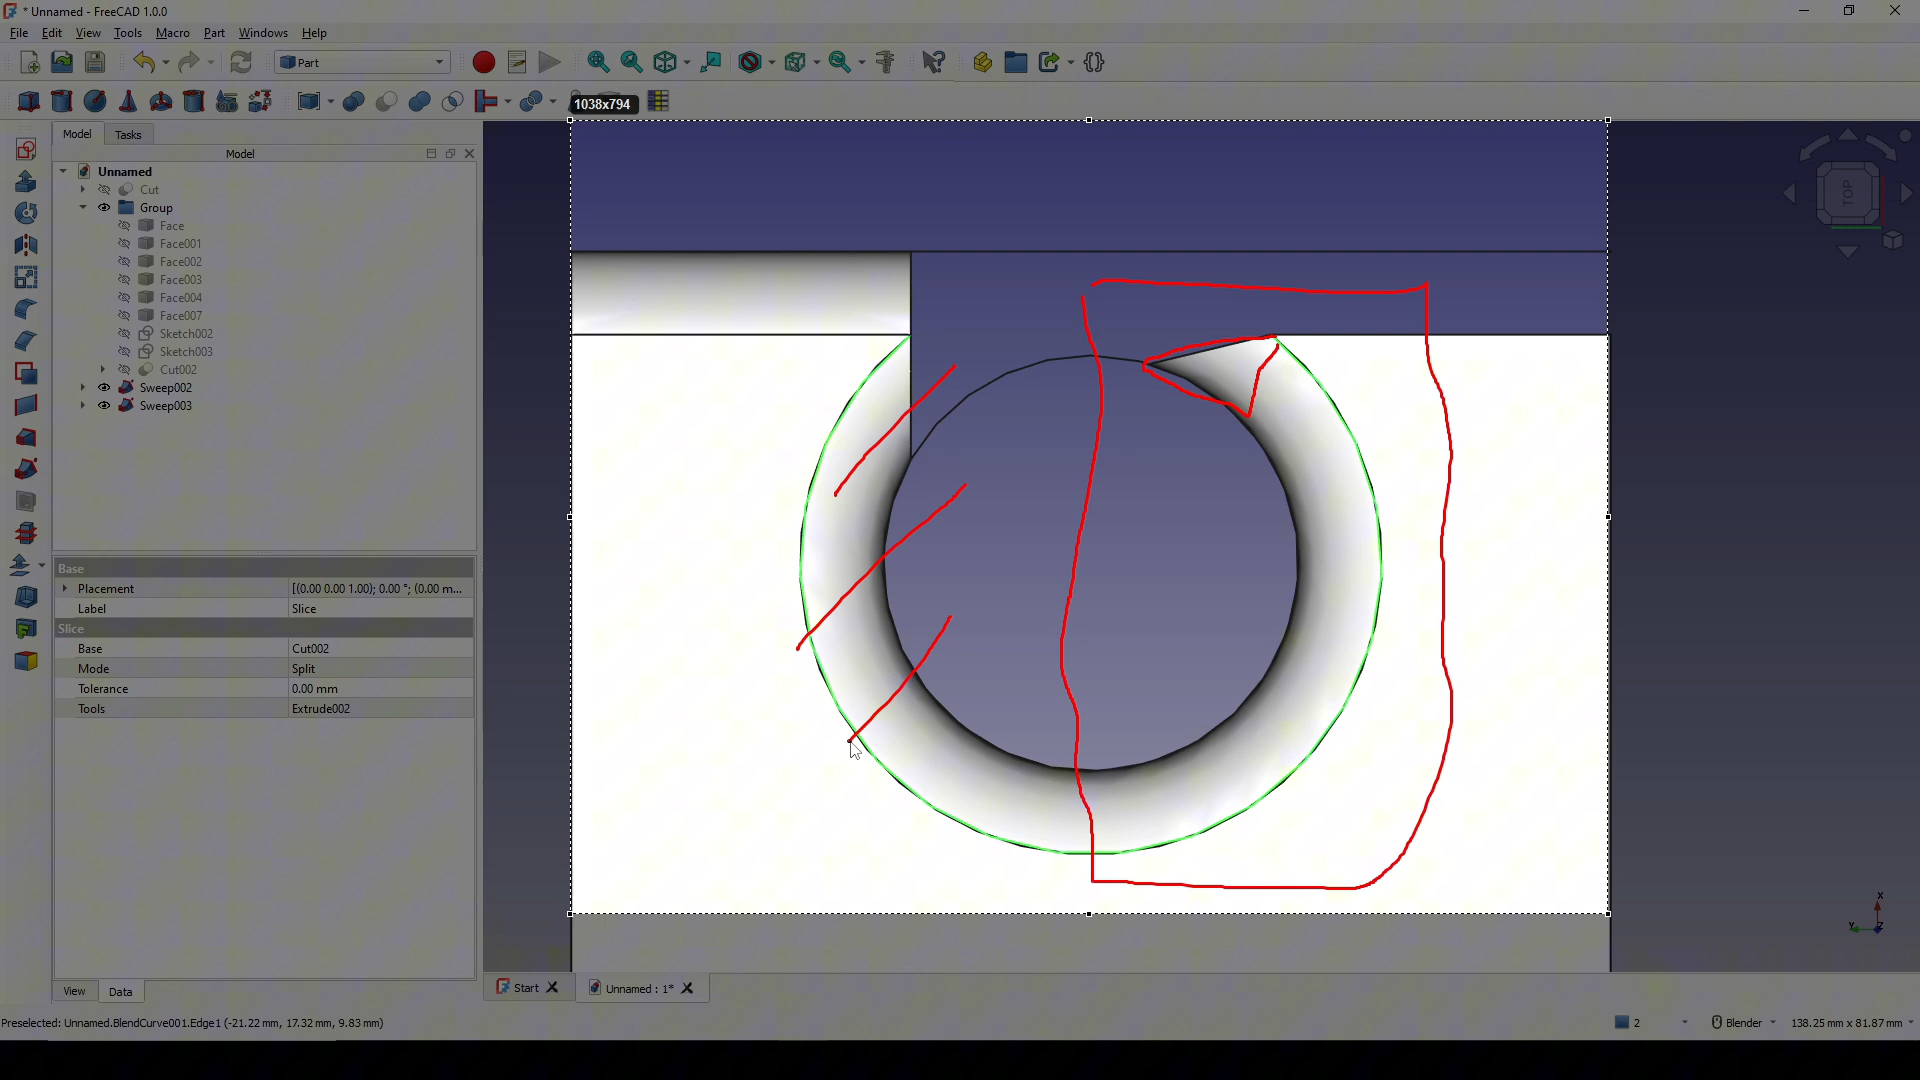 * Unnamed - FreeCAD 1.0.0
File Edit View Tools Macro Part Windows Help
Part
1038x794
Model Tasks
Model
Unnamed
Cut
Group
Face
Face001
Face002
Face003
Face004
Face007
Sketch002
Sketch003
Cut002
Sweep002
Sweep003
TOP
Base
Placement [(0.00 0.00 1.00); 0.00 °; (0.00 m...
Label Slice
Slice
Base Cut002
Mode Split
Tolerance 0.00 mm
Tools Extrude002
X
Y Z
View Data
Start Unnamed : 1*
Preselected: Unnamed.BlendCurve001.Edge1 (-21.22 mm, 17.32 mm, 9.83 mm) 2 Blender 138.25 mm x 81.87 mm